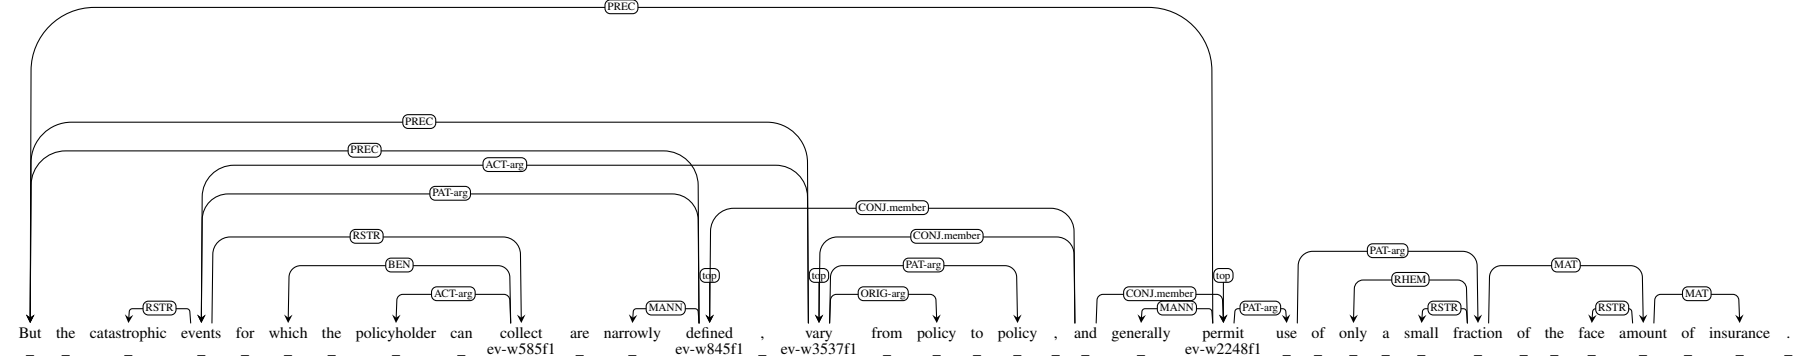 PREC
PREC
PREC
ACT-arg
PAT-arg
CONJ.member
RSTR CONJ.member
PAT-arg
BEN PAT-arg MAT
top top top
RHEM
ACT-arg ORIG-arg CONJ.member MAT
RSTR MANN MANN PAT-arg RSTR RSTR
But the catastrophic events for which the policyholder can collect are narrowly defined , vary from policy to policy , and generally permit use of only a small fraction of the face amount of insurance .
_ _ _ _ _ _ _ _ _ ev-w585f1 _ _ ev-w845f1 _ ev-w3537f1 _ _ _ _ _ _ _ ev-w2248f1 _ _ _ _ _ _ _ _ _ _ _ _ _